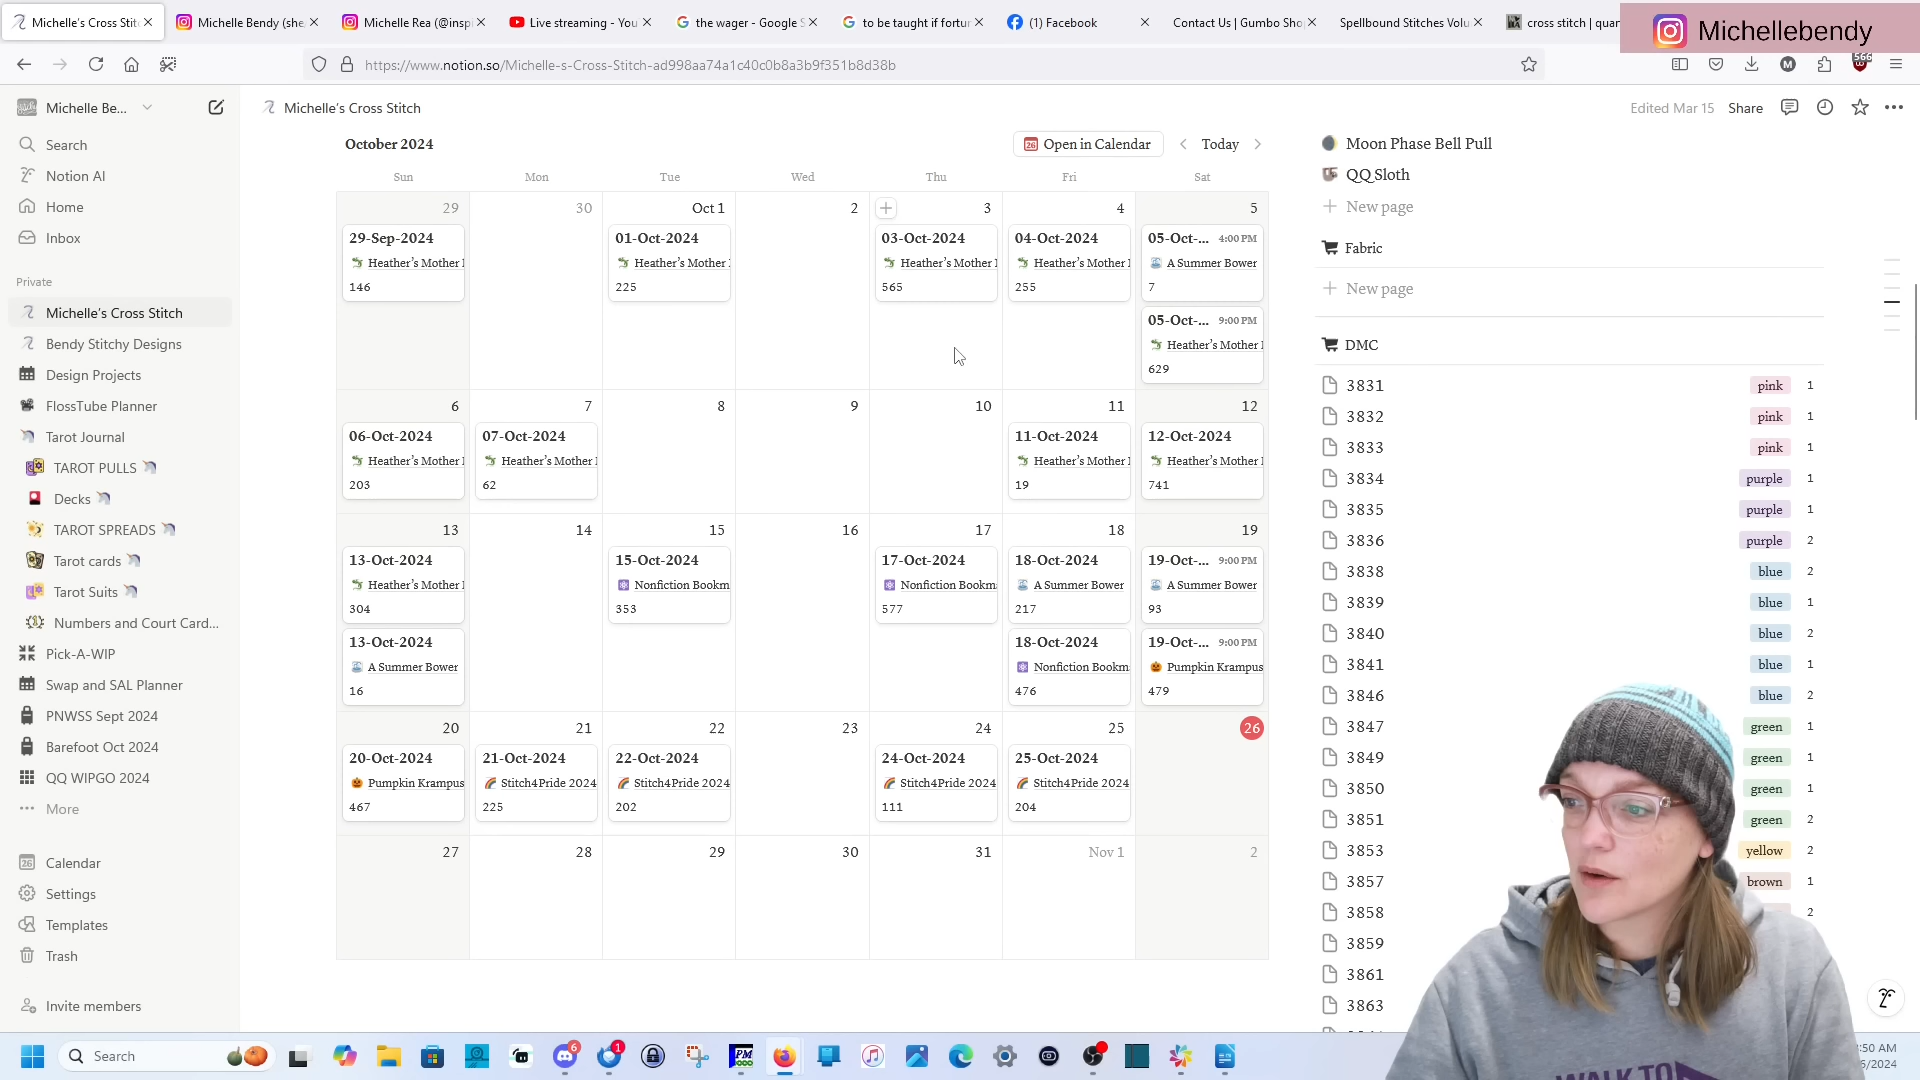 Michelle's Cross Stitc
Michelle Bendy (she
Michelle Rea (@insp
Live streaming - You
the wager - Google S
to be taught if fortur
(1) Facebook
Contact Us | Gumbo Sho
Spellbound Stitches Volu
cross stitch | quar
Michellebendy
https://www.notion.so/Michelle-s-Cross-Stitch-ad998aa74a1c40c0b8a3b9f351b8d38b
566
Michelle Be...
Search
Notion AI
Home
Inbox
Private
Michelle's Cross Stitch
Bendy Stitchy Designs
Design Projects
FlossTube Planner
Tarot Journal
TAROT PULLS
Decks
TAROT SPREADS
Tarot cards
Tarot Suits
Numbers and Court Card...
Pick-A-WIP
Swap and SAL Planner
PNWSS Sept 2024
Barefoot Oct 2024
QQ WIPGO 2024
More
Calendar
Settings
Templates
Trash
Invite members
Michelle's Cross Stitch
Edited Mar 15 Share
October 2024
Open in Calendar Today
Sun Mon Tue Wed Thu Fri Sat
29 30 Oct 1 2 3 4 5
29-Sep-2024 01-Oct-2024 03-Oct-2024 04-Oct-2024 05-Oct-... 4:00 PM
Heather's Mother Heather's Mother Heather's Mother Heather's Mother A Summer Bower
146 225 565 255 7
05-Oct-... 9:00 PM
Heather's Mother
629
6 7 8 9 10 11 12
06-Oct-2024 07-Oct-2024 11-Oct-2024 12-Oct-2024
Heather's Mother Heather's Mother Heather's Mother Heather's Mother
203 62 19 741
13 14 15 16 17 18 19
13-Oct-2024 15-Oct-2024 17-Oct-2024 18-Oct-2024 19-Oct-... 9:00 PM
Heather's Mother Nonfiction Bookm Nonfiction Bookm A Summer Bower A Summer Bower
304 353 577 217 93
13-Oct-2024 18-Oct-2024 19-Oct-... 9:00 PM
A Summer Bower Nonfiction Bookm Pumpkin Krampus
16 476 479
20 21 22 23 24 25 26
20-Oct-2024 21-Oct-2024 22-Oct-2024 24-Oct-2024 25-Oct-2024
Pumpkin Krampus Stitch4Pride 2024 Stitch4Pride 2024 Stitch4Pride 2024 Stitch4Pride 2024
467 225 202 111 204
27 28 29 30 31 Nov 1 2
Moon Phase Bell Pull
QQ Sloth
New page
Fabric
New page
DMC
3831 pink 1
3832 pink 1
3833 pink 1
3834 purple 1
3835 purple 1
3836 purple 2
3838 blue 2
3839 blue 1
3840 blue 2
3841 blue 1
3846 blue 2
3847 green 1
3849 green 1
3850 green 1
3851 green 2
3853 yellow 2
3857 brown 1
3858 2
3859
3861
3863
WALK TO
Search
6
1
:50 AM
6/2024